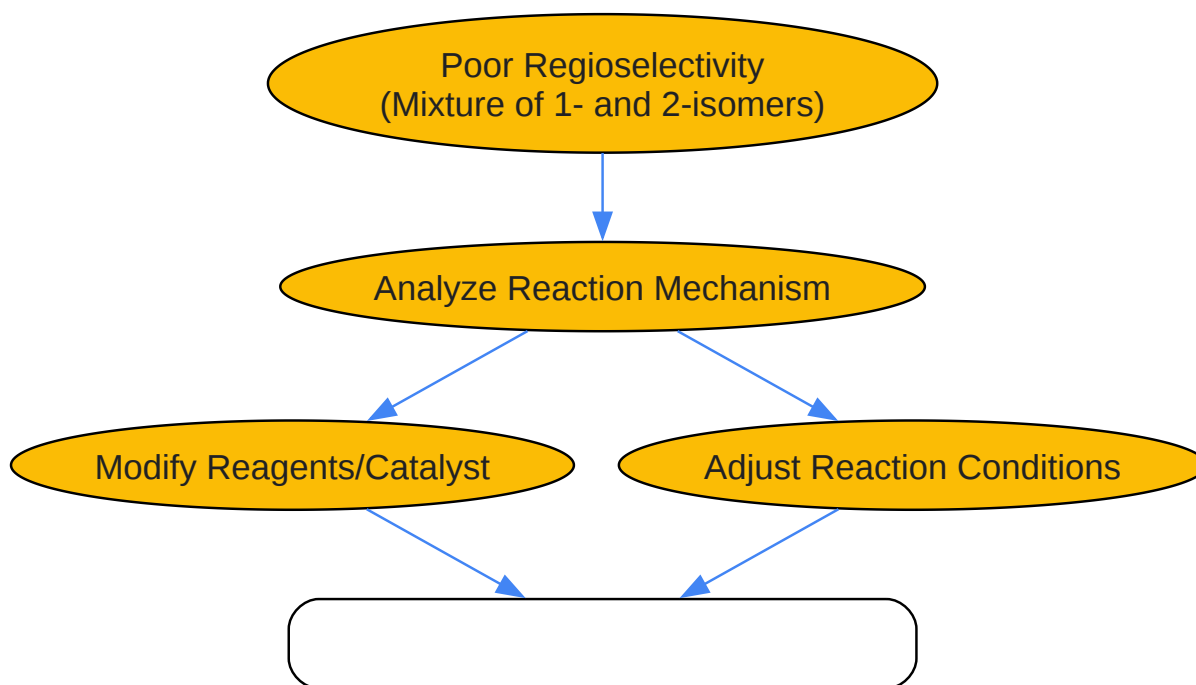 Poor Regioselectivity
(Mixture of 1- and 2-isomers)
Analyze Reaction Mechanism
Modify Reagents/Catalyst
Adjust Reaction Conditions